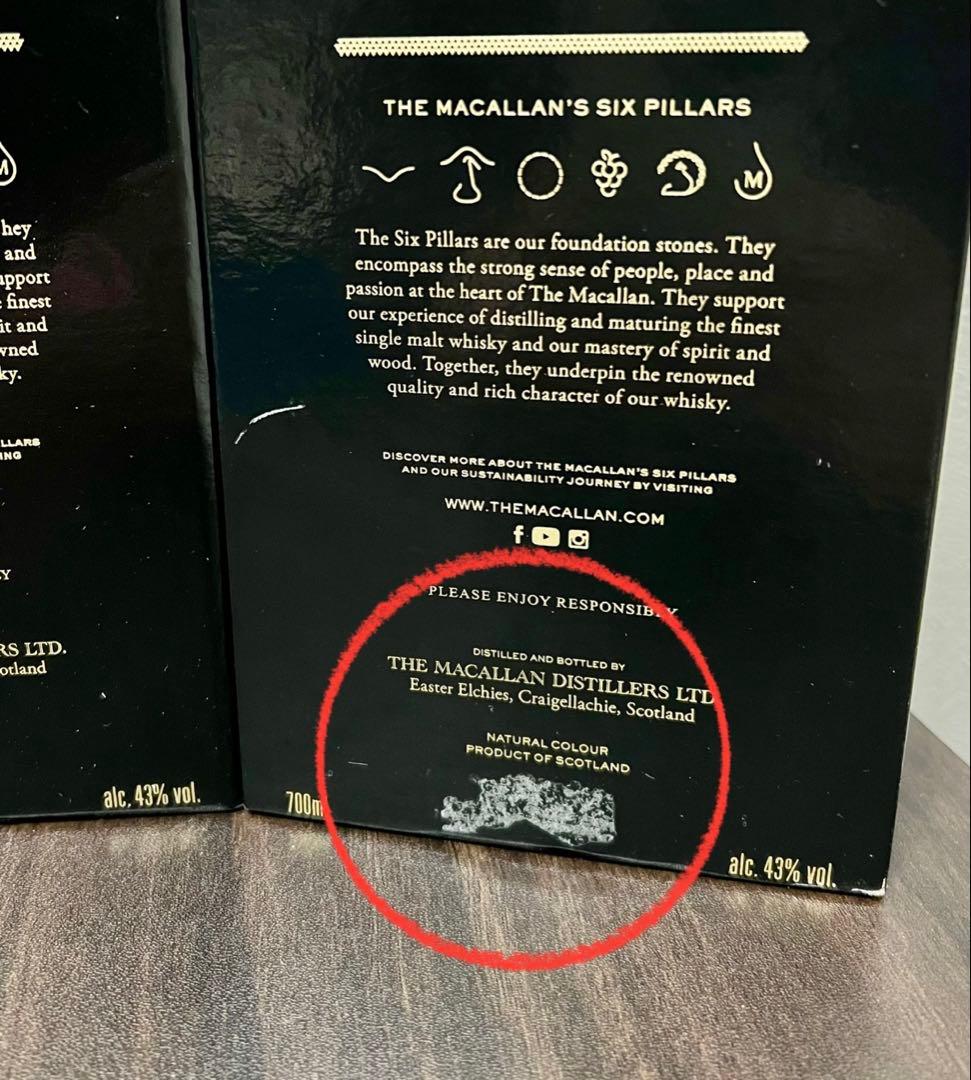 THE MACALLAN'S SIX PILLARS
M
The Six Pillars are our foundation stones. They
encompass the strong sense of people, place and
passion at the heart of The Macallan. They support
our experience of distilling and maturing the finest
single malt whisky and our mastery of spirit and
wood. Together, they underpin the renowned
quality and rich character of our whisky.
DISCOVER MORE ABOUT THE MACALLAN'S SIX PILLARS
AND OUR SUSTAINABILITY JOURNEY BY VISITING
WWW.THEMACALLAN.COM
PLEASE ENJOY RESPONSIBLY
DISTILLED AND BOTTLED BY
THE MACALLAN DISTILLERS LTD
Easter Elchies, Craigellachie, Scotland
NATURAL COLOUR
PRODUCT OF SCOTLAND
700m
alc. 43% vol.
M
hey
and
upport
finest
it and
wned
ky.
LLARS
ING
Y
RS LTD.
otland
alc. 43% vol.